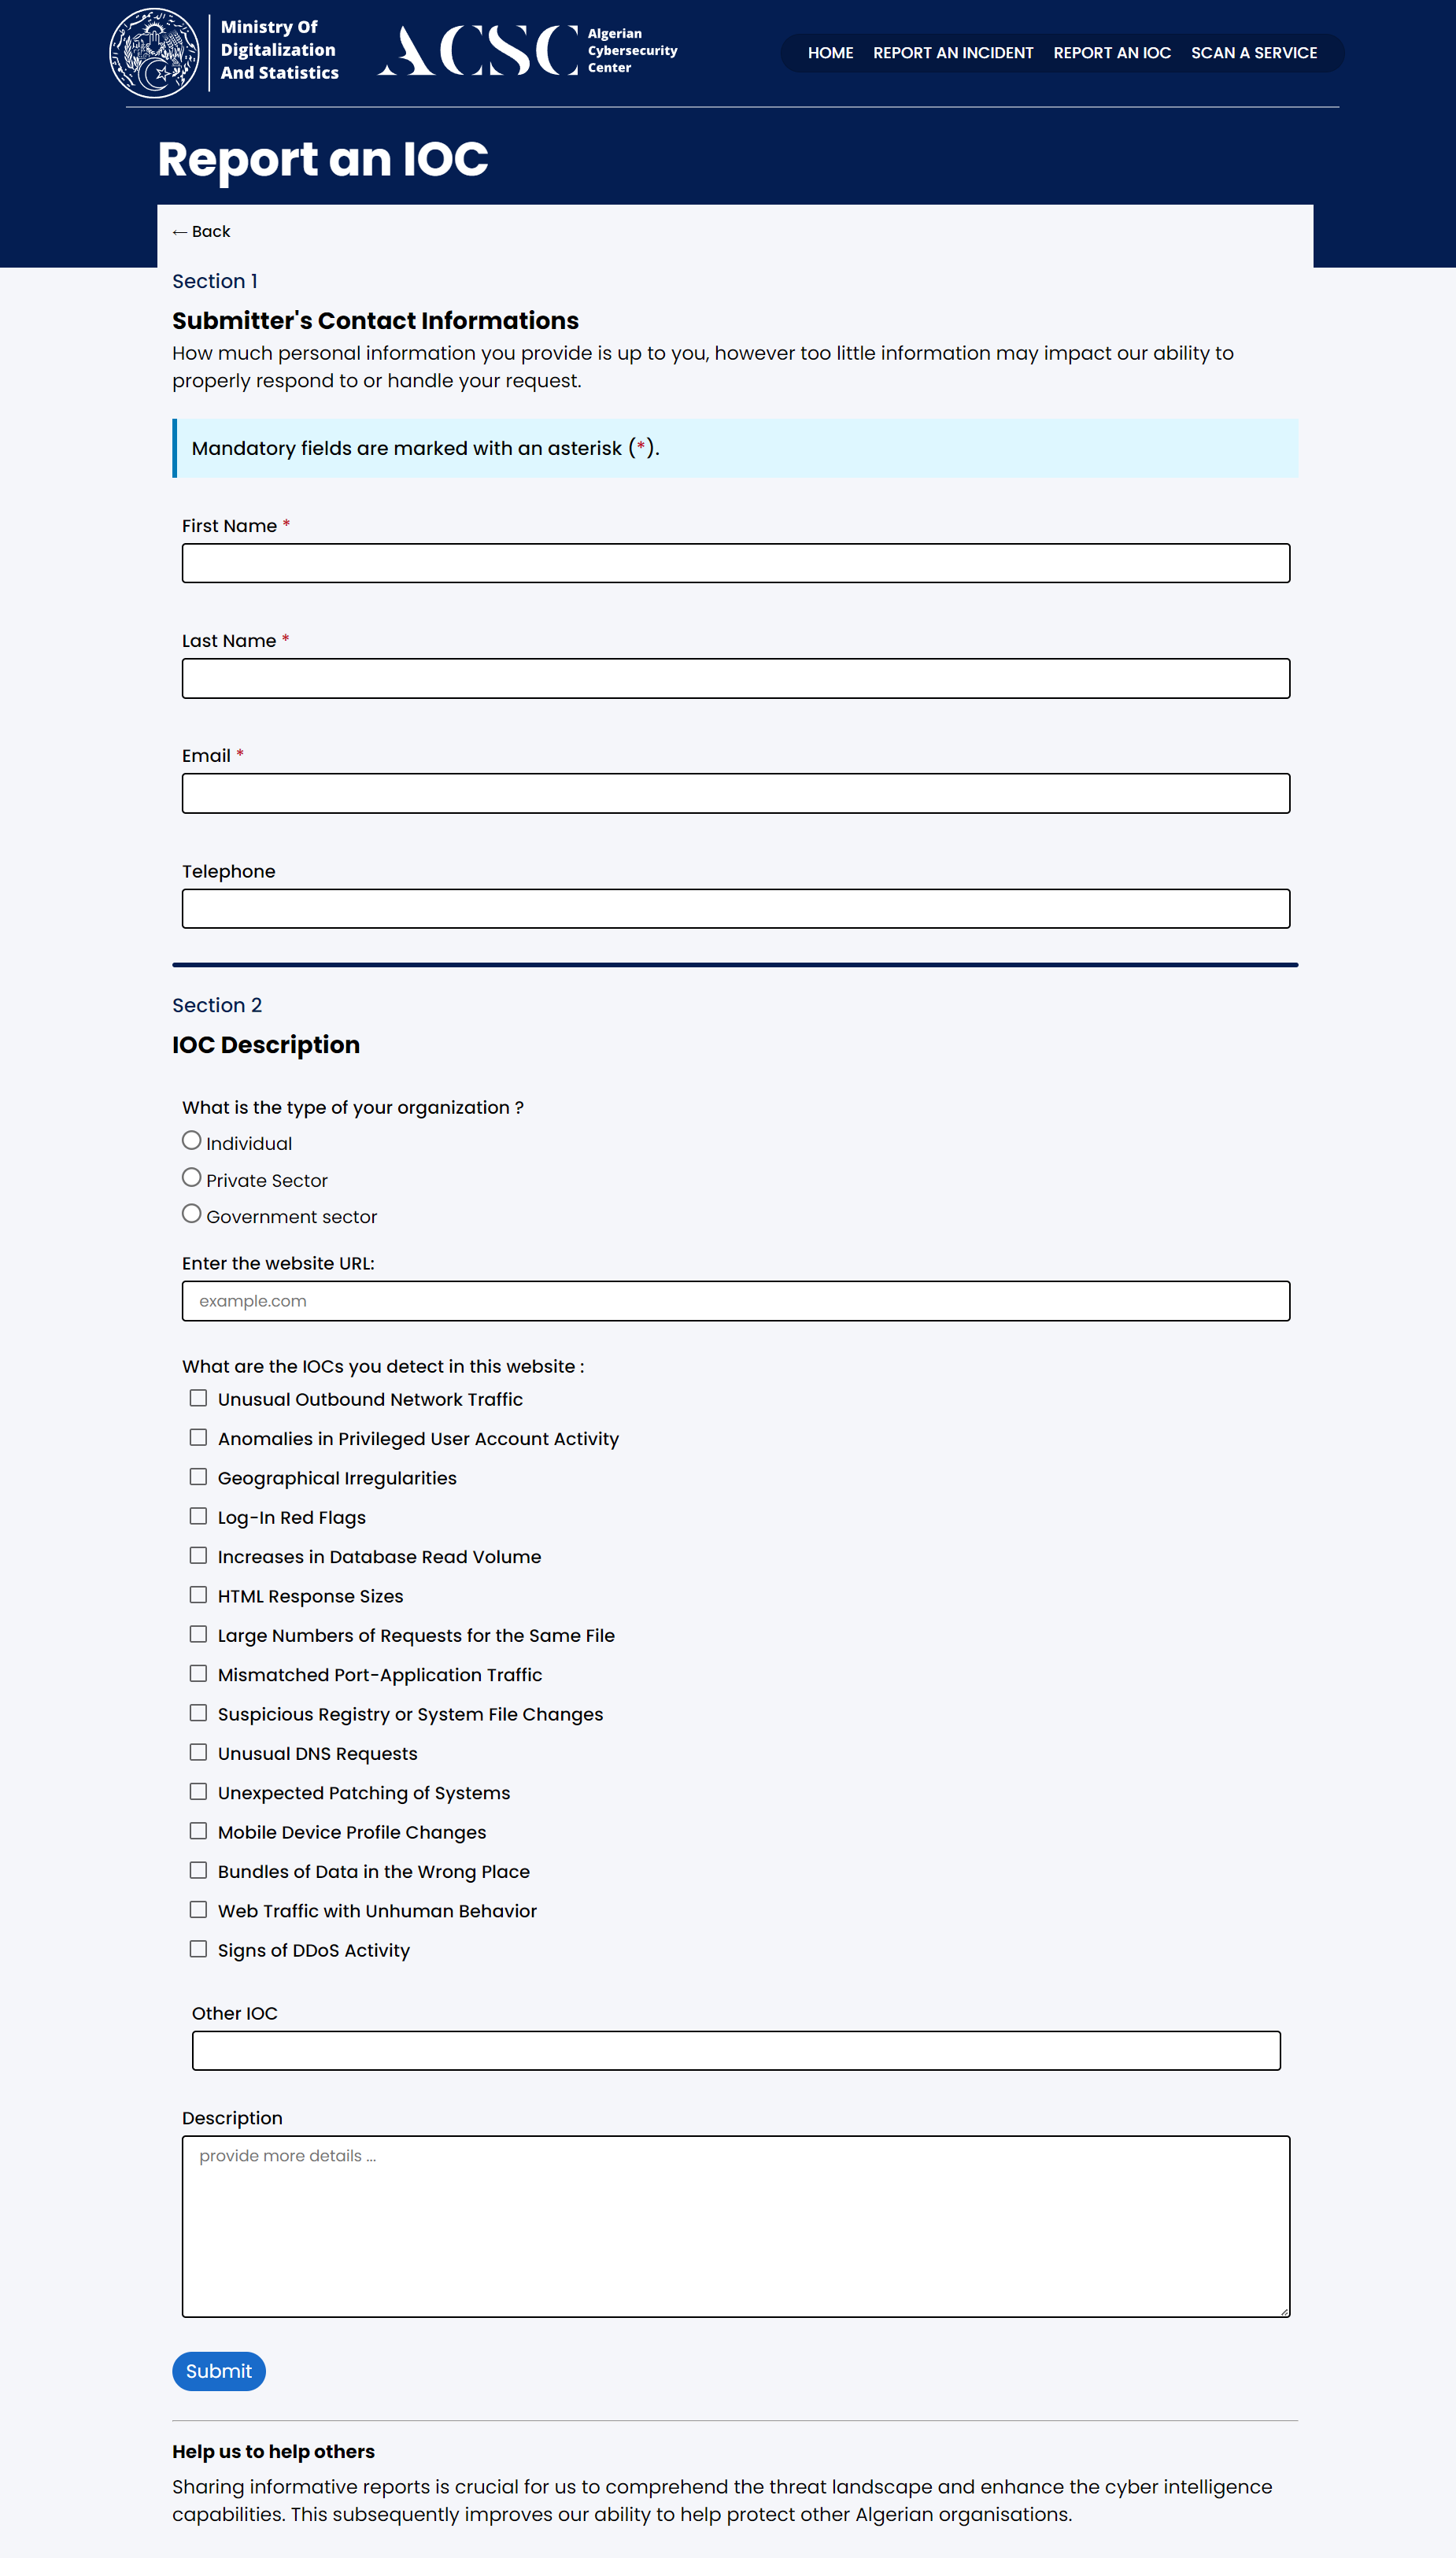 Ministry Of
Digitalization
And Statistics
ACSC
Algerian
Cybersecurity
Center
HOME REPORT AN INCIDENT REPORT AN IOC SCAN A SERVICE
Report an IOC
← Back
Section 1
Submitter's Contact Informations
How much personal information you provide is up to you, however too little information may impact our ability to
properly respond to or handle your request.
Mandatory fields are marked with an asterisk (*).
First Name *
Last Name *
Email *
Telephone
Section 2
IOC Description
What is the type of your organization ?
Individual
Private Sector
Government sector
Enter the website URL:
example.com
What are the IOCs you detect in this website :
Unusual Outbound Network Traffic
Anomalies in Privileged User Account Activity
Geographical Irregularities
Log-In Red Flags
Increases in Database Read Volume
HTML Response Sizes
Large Numbers of Requests for the Same File
Mismatched Port-Application Traffic
Suspicious Registry or System File Changes
Unusual DNS Requests
Unexpected Patching of Systems
Mobile Device Profile Changes
Bundles of Data in the Wrong Place
Web Traffic with Unhuman Behavior
Signs of DDoS Activity
Other IOC
Description
provide more details ...
Submit
Help us to help others
Sharing informative reports is crucial for us to comprehend the threat landscape and enhance the cyber intelligence
capabilities. This subsequently improves our ability to help protect other Algerian organisations.